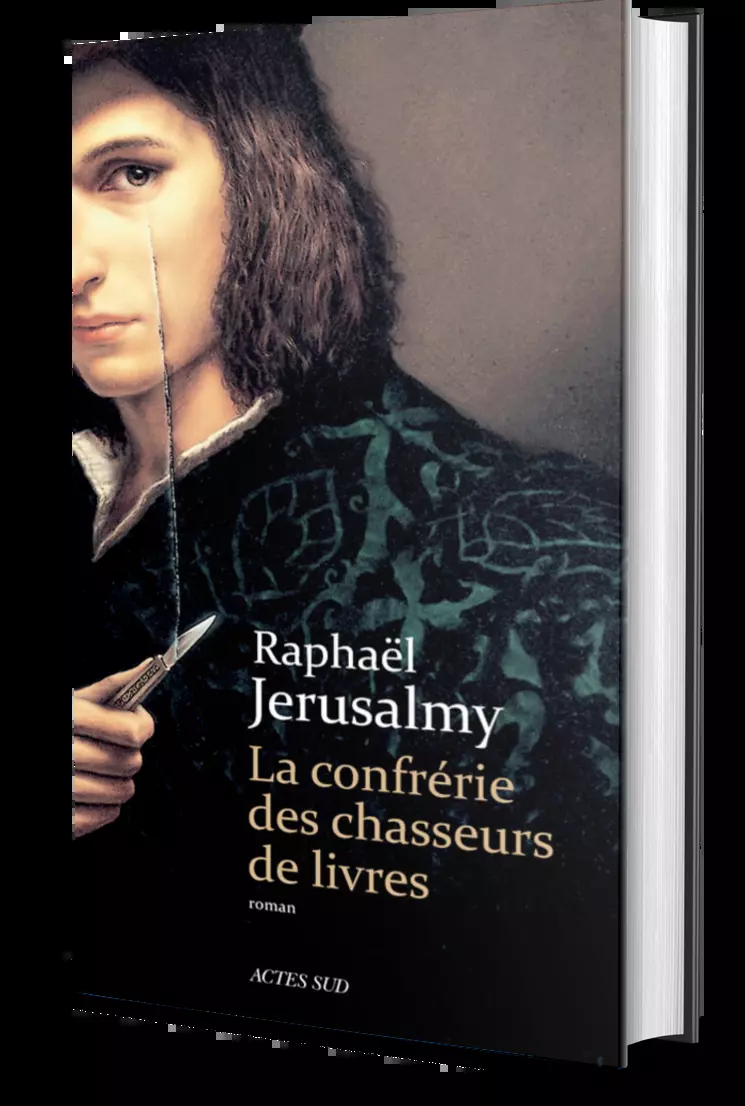 Raphaël
Jerusalmy
La confrérie
des chasseurs
de livres
roman
ACTES SUD